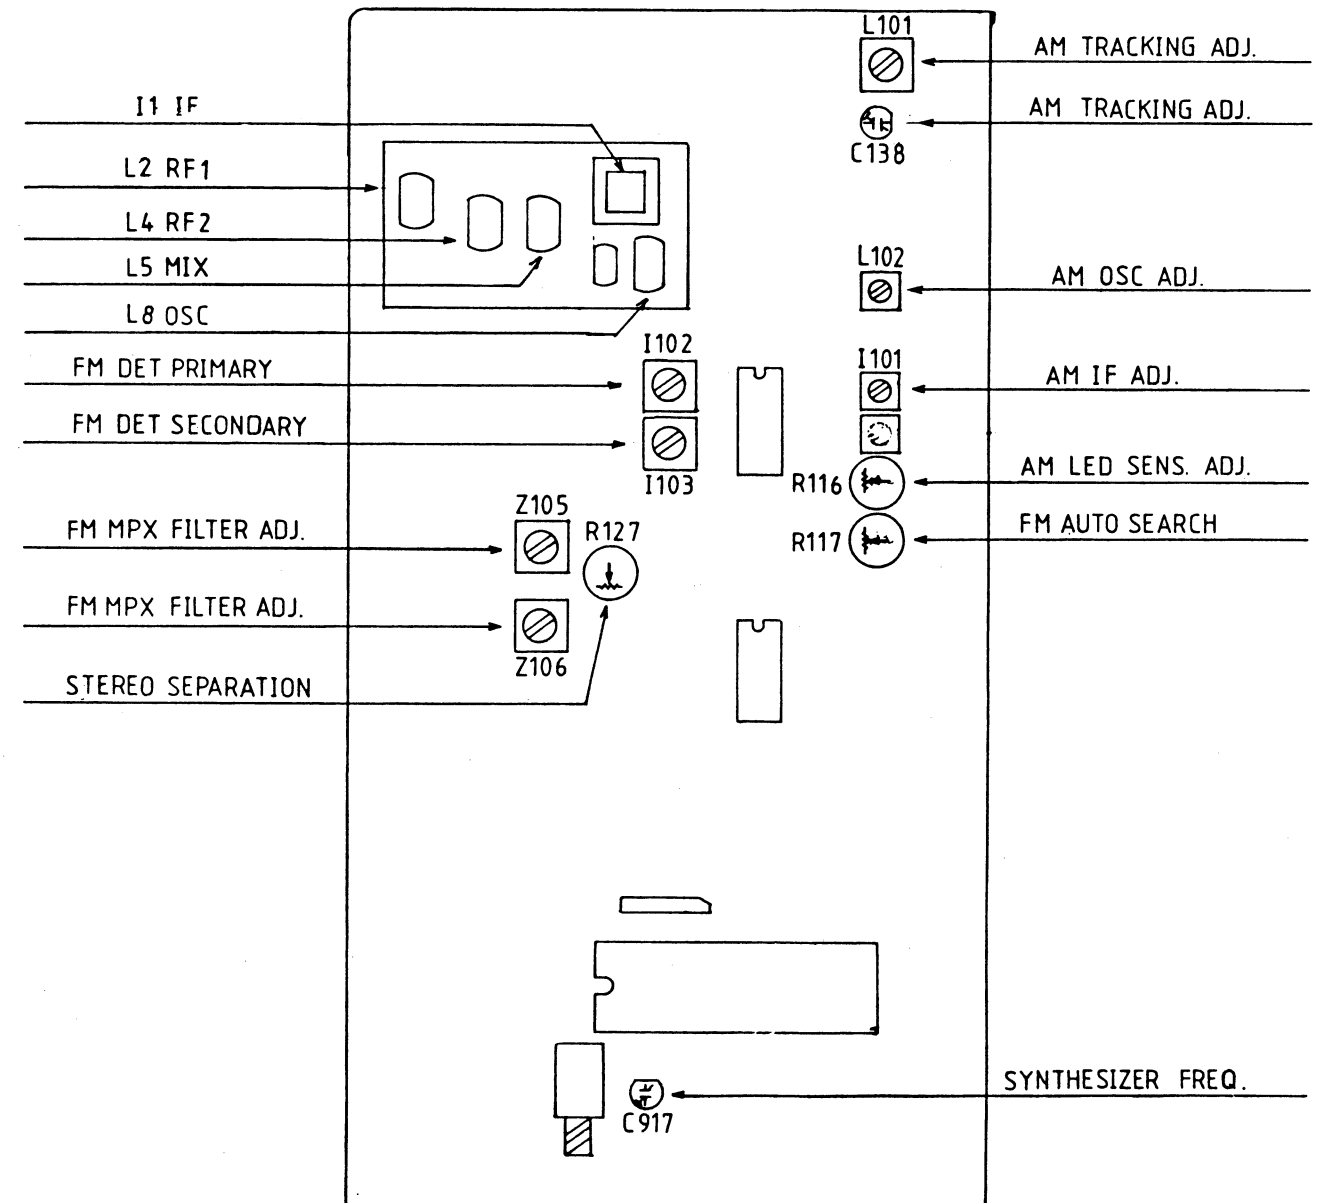 L101
AM TRACKING ADJ.
I1 IF
AM TRACKING ADJ.
C138
L2 RF1
L4 RF2
L5 MIX
L102
AM OSC ADJ.
L8 OSC
I102
I101
FM DET PRIMARY
AM IF ADJ.
FM DET SECONDARY
I103
R116
AM LED SENS. ADJ.
Z105
R127
R117
FM AUTO SEARCH
FM MPX FILTER ADJ.
FM MPX FILTER ADJ.
Z106
STEREO SEPARATION
SYNTHESIZER FREQ.
C917